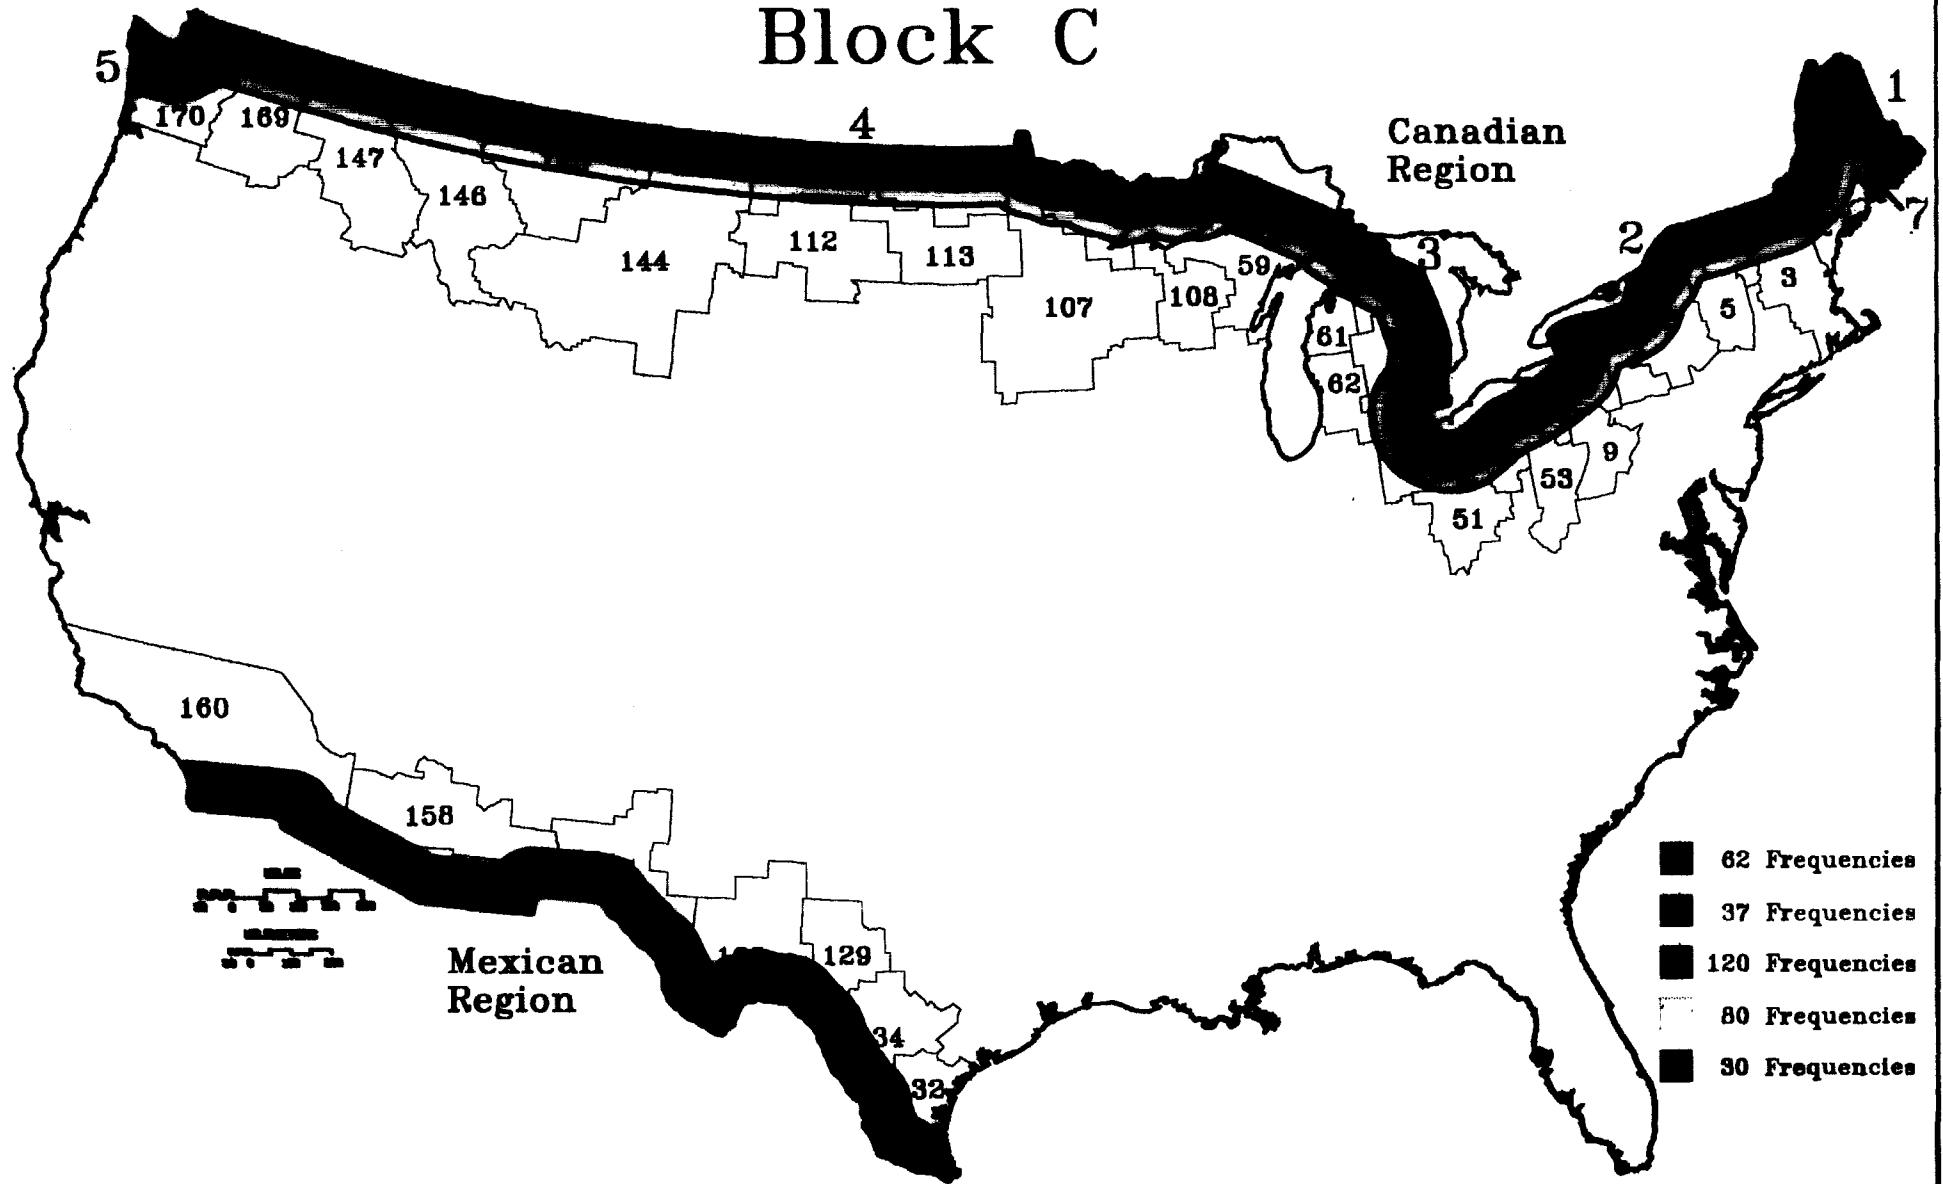 Block C
5
1
4
Canadian
Region
170
169
147
146
2
7
3
144
112
113
59
3
107
108
5
61
62
9
53
51
160
158
62 Frequencies
37 Frequencies
Mexican
Region
129
120 Frequencies
80 Frequencies
34
30 Frequencies
32